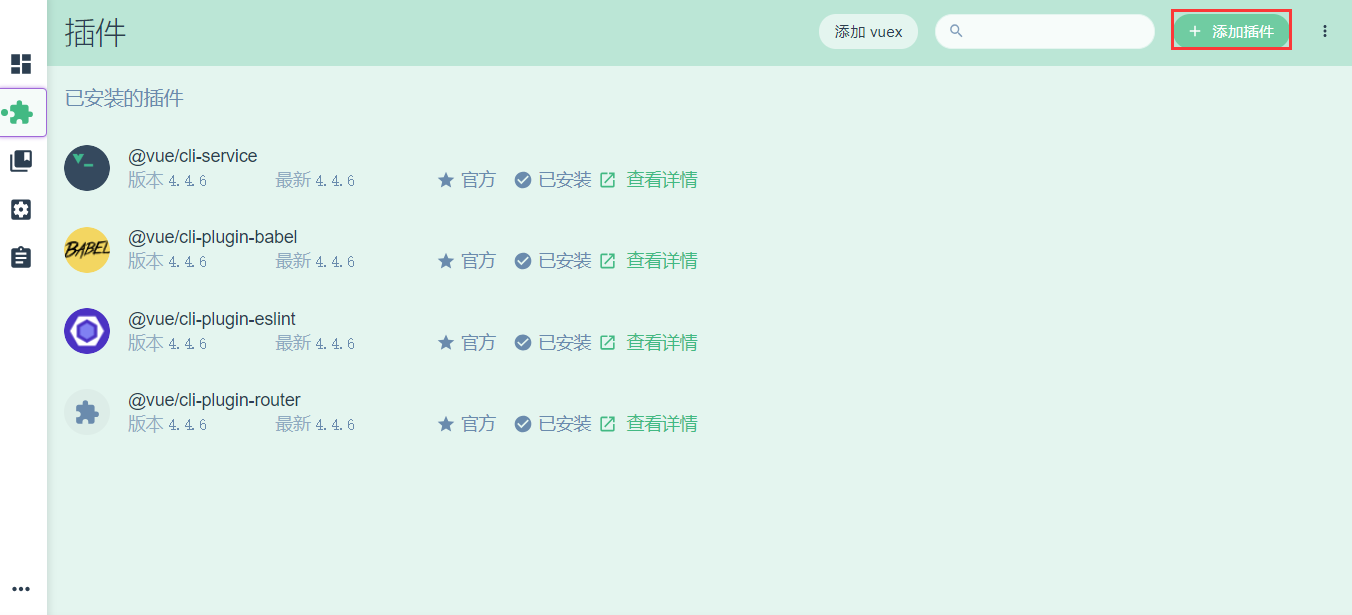 插件
添加 vuex
添加插件
已安装的插件
@vue/cli-service
版本 4.4.6 最新 4.4.6 官方 已安装 查看详情
BABEL
@vue/cli-plugin-babel
版本 4.4.6 最新 4.4.6 官方 已安装 查看详情
@vue/cli-plugin-eslint
版本 4.4.6 最新 4.4.6 官方 已安装 查看详情
@vue/cli-plugin-router
版本 4.4.6 最新 4.4.6 官方 已安装 查看详情